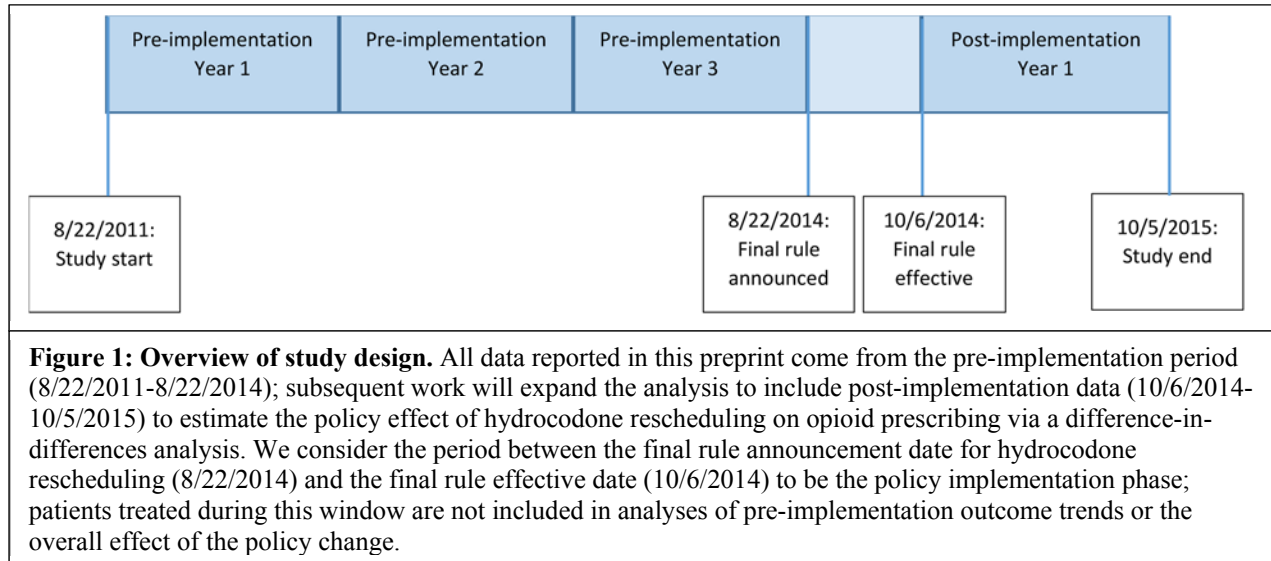 Pre-implementation
Year 1
Pre-implementation
Year 2
Pre-implementation
Year 3
Post-implementation
Year 1
8/22/2011:
Study start
8/22/2014:
Final rule
announced
10/6/2014:
Final rule
effective
10/5/2015:
Study end
Figure 1: Overview of study design. All data reported in this preprint come from the pre-implementation period
(8/22/2011-8/22/2014); subsequent work will expand the analysis to include post-implementation data (10/6/2014-
10/5/2015) to estimate the policy effect of hydrocodone rescheduling on opioid prescribing via a difference-in-
differences analysis. We consider the period between the final rule announcement date for hydrocodone
rescheduling (8/22/2014) and the final rule effective date (10/6/2014) to be the policy implementation phase;
patients treated during this window are not included in analyses of pre-implementation outcome trends or the
overall effect of the policy change.